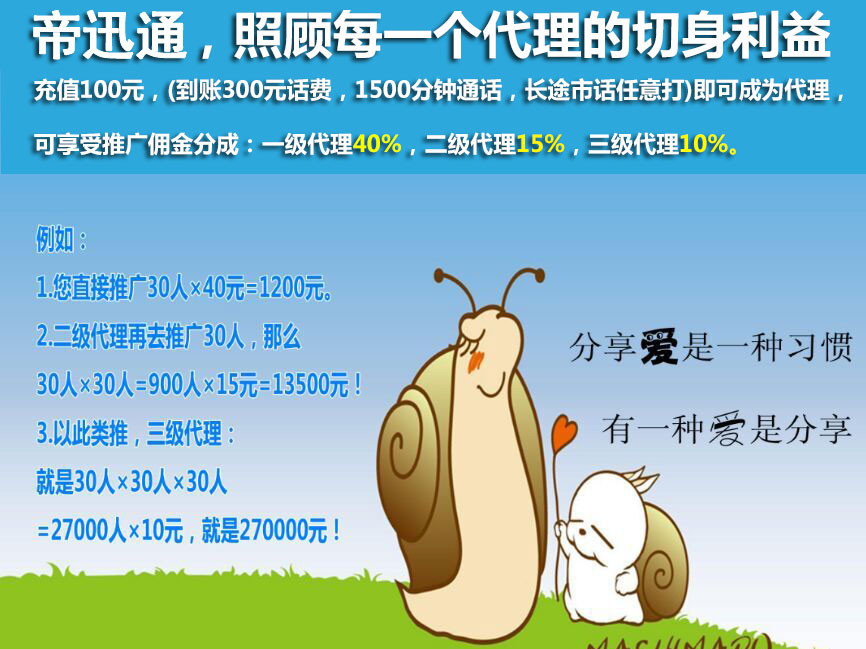 帝迅通，照顾每一个代理的切身利益
充值100元，(到账300元话费，1500分钟通话，长途市话任意打)即可成为代理，
可享受推广佣金分成：一级代理40%，二级代理15%，三级代理10%。
例如：
1.您直接推广30人×40元=1200元。
2.二级代理再去推广30人，那么
30人×30人=900人×15元=13500元！
3.以此类推，三级代理：
就是30人×30人×30人
=27000人×10元，就是270000元！
分享爱是一种习惯
有一种爱是分享
MASHIMARO